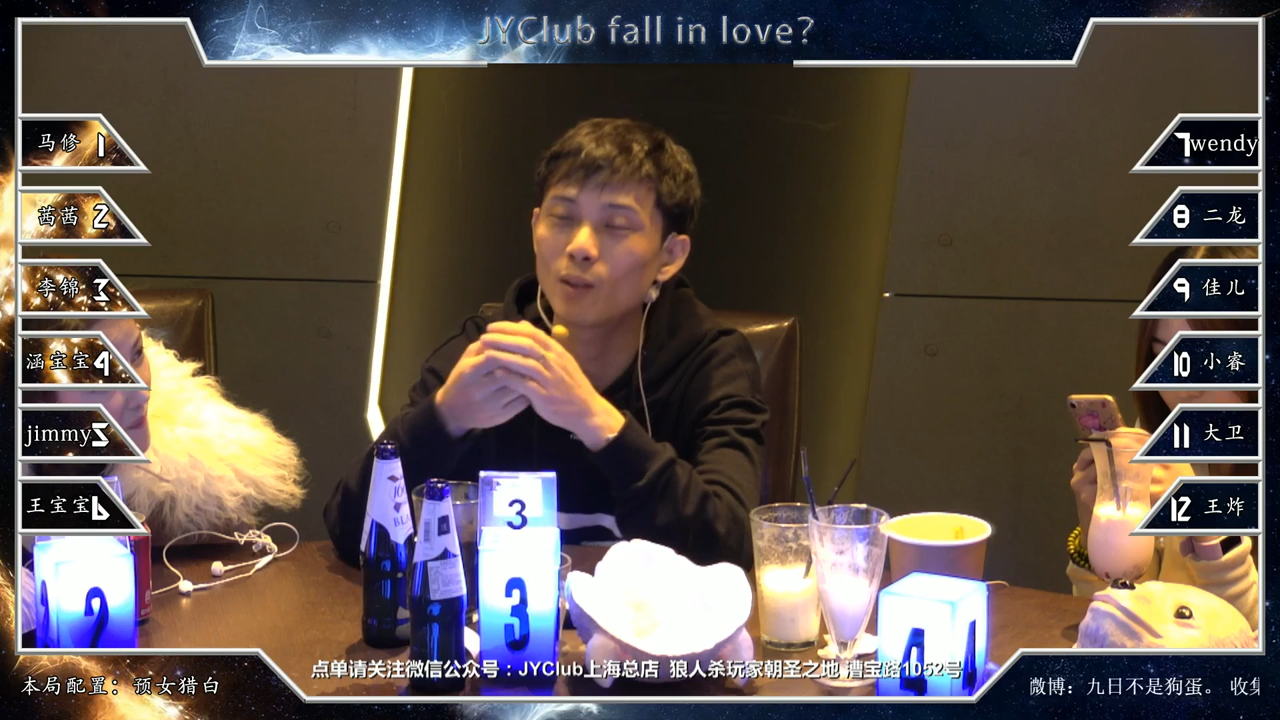 JYClub fall in love?
马修 1
茜茜 2
李锦 3
涵宝宝 4
jimmy 5
王宝宝 6
7 wendy
8 二龙
9 佳儿
10 小睿
11 大卫
12 王炸
3
3
2
4
4
点单请关注微信公众号：JYClub上海总店 狼人杀玩家朝圣之地 漕宝路1052号
本局配置：预女猎白
微博：九日不是狗蛋。 收集